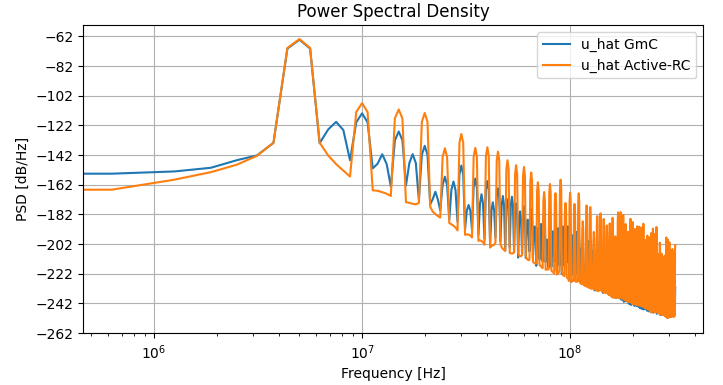 Power Spectral Density
u_hat GmC
u_hat Active-RC
PSD [dB/Hz]
−62
−82
−102
−122
−142
−162
−182
−202
−222
−242
−262
10⁶
10⁷
10⁸
Frequency [Hz]